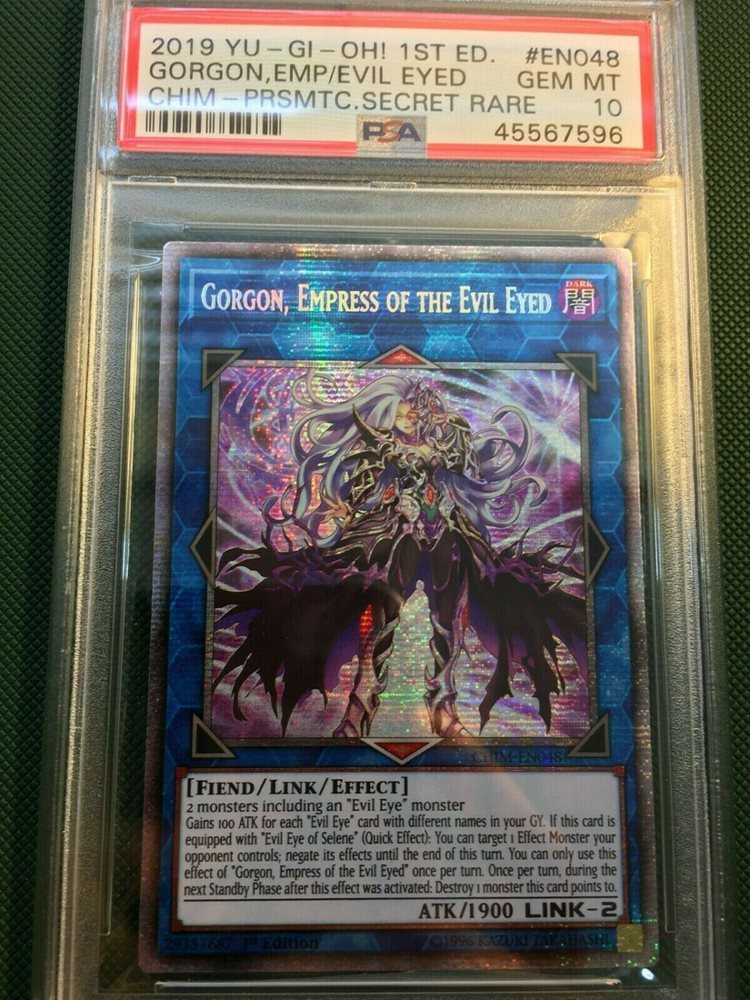 2019 YU-GI-OH! 1ST ED. #EN048
GORGON,EMP/EVIL EYED GEM MT
CHIM-PRSMTC.SECRET RARE 10
PSA 45567596
GORGON, EMPRESS OF THE EVIL EYED
DARK
闇
CHIM-EN048
[FIEND/LINK/EFFECT]
2 monsters including an "Evil Eye" monster
Gains 100 ATK for each "Evil Eye" card with different names in your GY. If this card is
equipped with "Evil Eye of Selene" (Quick Effect): You can target 1 Effect Monster your
opponent controls; negate its effects until the end of this turn. You can only use this
effect of "Gorgon, Empress of the Evil Eyed" once per turn. Once per turn, during the
next Standby Phase after this effect was activated: Destroy 1 monster this card points to.
ATK/1900 LINK-2
29357687 1st Edition ©1996 KAZUKI TAKAHASHI